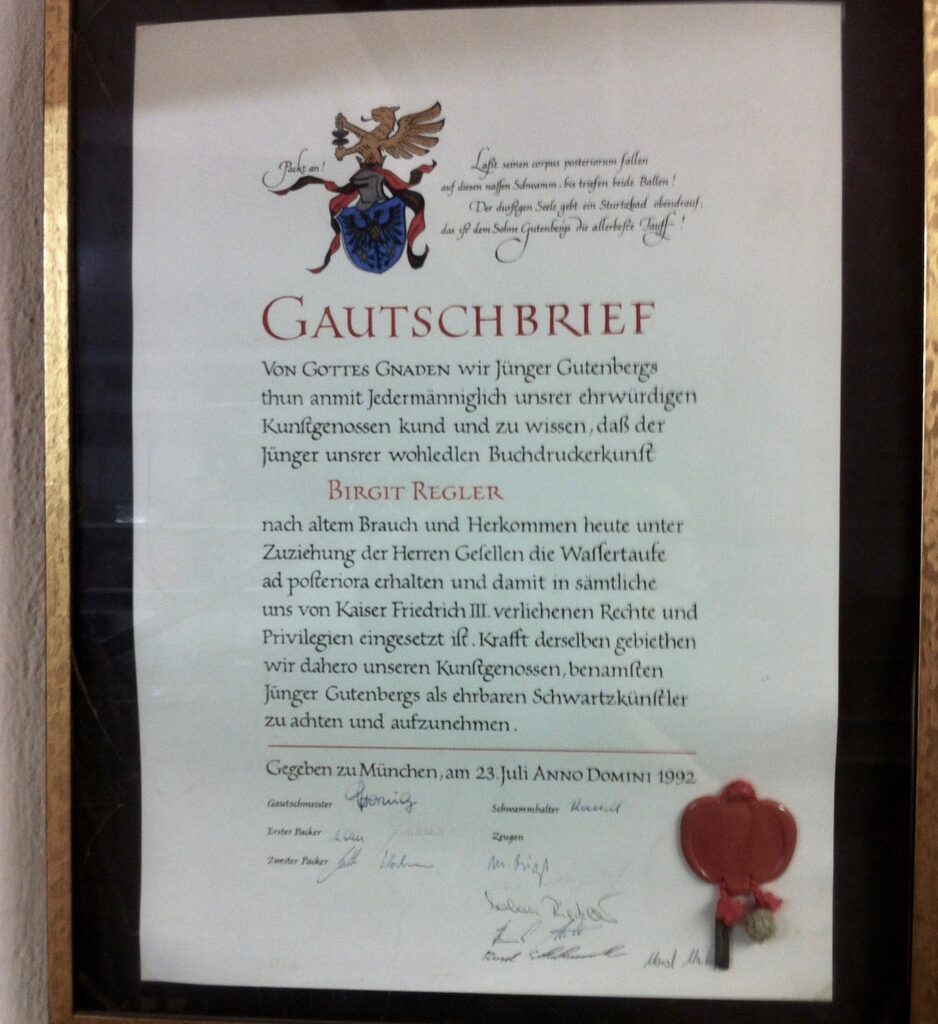 Packt an!
Laßt seinen corpus posteriorum fallen
auf diesen nassen Schwamm, bis triefen beide Ballen!
Der durstgen Seele gebt ein Sturtzbad obendrauf,
das ist dem Sohne Gutenbergs die allerbeste Tauff!
GAUTSCHBRIEF
VON GOTTES GNADEN wir Jünger Gutenbergs
thun anmit Jedermänniglich unsrer ehrwürdigen
Kunstgenossen kund und zu wissen, daß der
Jünger unsrer wohledlen Buchdruckerkunst
BIRGIT REGLER
nach altem Brauch und Herkommen heute unter
Zuziehung der Herren Gesellen die Wassertaufe
ad posteriora erhalten und damit in sämtliche
uns von Kaiser Friedrich III. verliehenen Rechte und
Privilegien eingesetzt ist. Krafft derselben gebiethen
wir dahero unseren Kunstgenossen, benamsten
Jünger Gutenbergs als ehrbaren Schwartzkünstler
zu achten und aufzunehmen.
Gegeben zu München, am 23. Juli ANNO DOMINI 1992
Gautschmeister
Schwammhalter
Erster Packer
Zeugen
Zweiter Packer